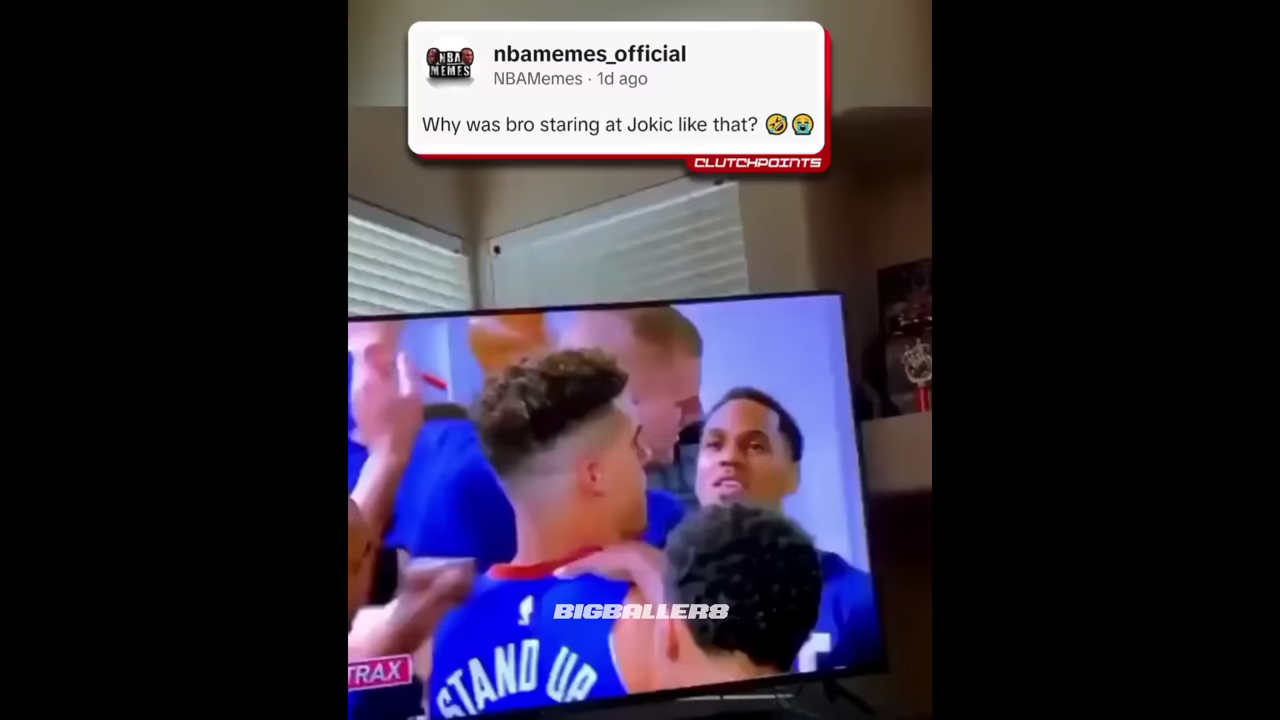 NBA
MEMES
nbamemes_official
NBAMemes · 1d ago
Why was bro staring at Jokic like that? 🤣😭
CLUTCHPOINTS
BIGBALLER8
TRAX
STAND UP